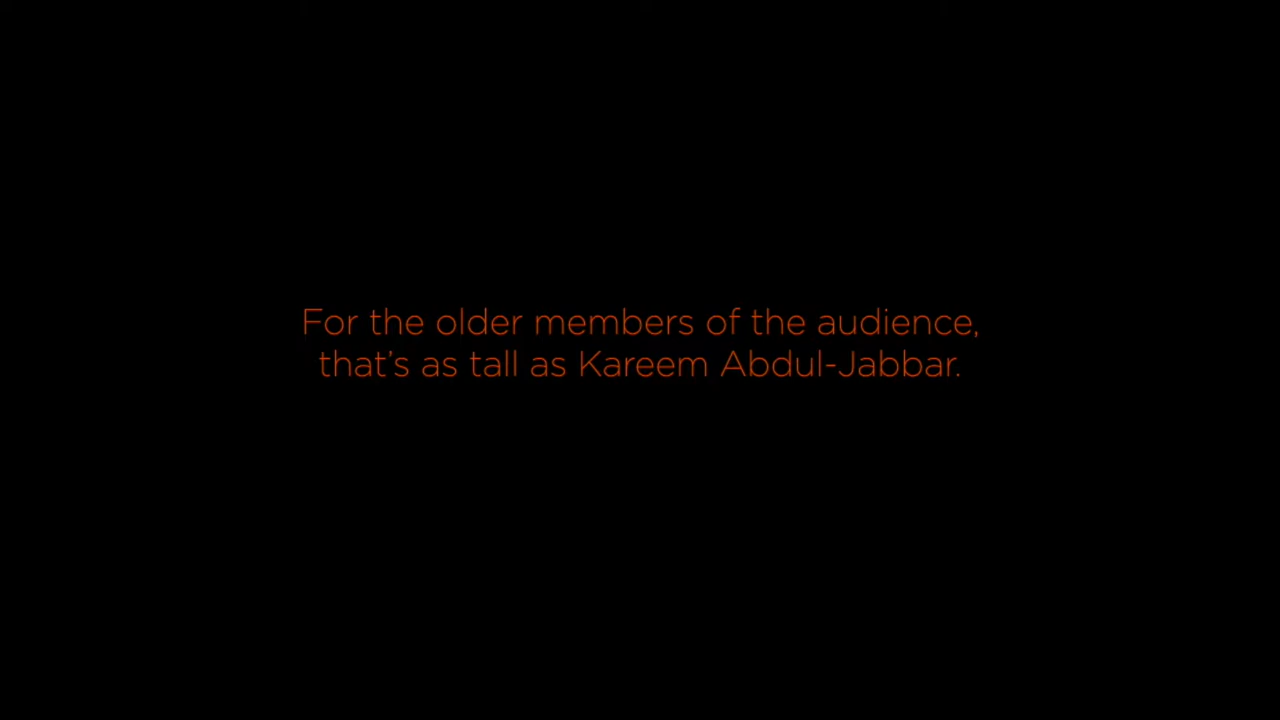 For the older members of the audience,
that's as tall as Kareem Abdul-Jabbar.